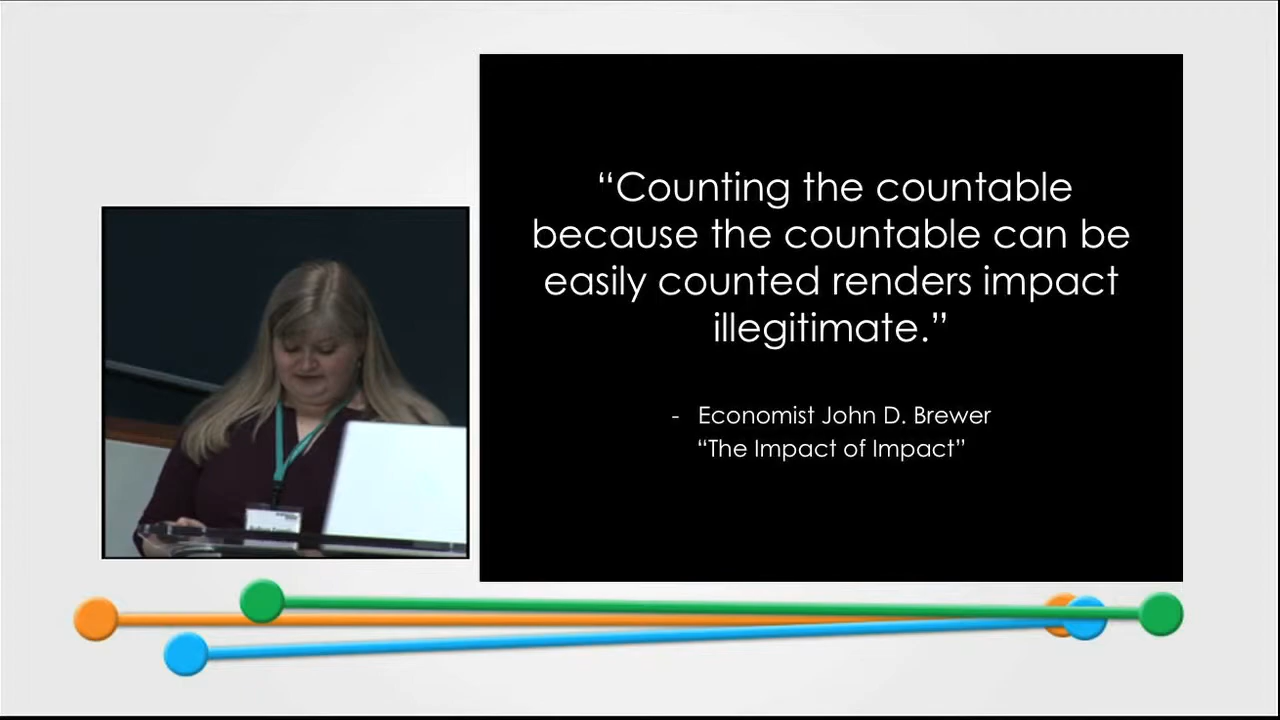 “Counting the countable
because the countable can be
easily counted renders impact
illegitimate.”
- Economist John D. Brewer
“The Impact of Impact”